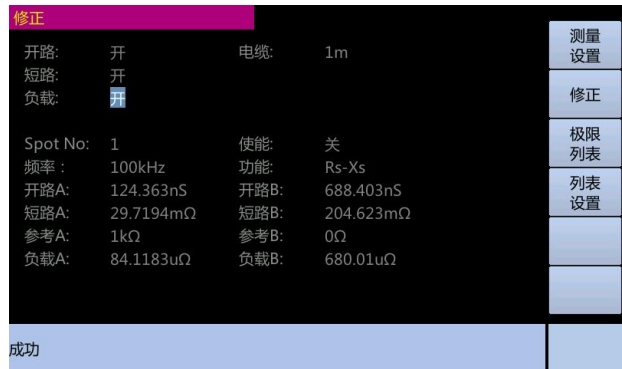 修正
开路: 开 电缆: 1m
短路: 开
负载: 开
Spot No: 1 使能: 关
频率： 100kHz 功能: Rs-Xs
开路A: 124.363nS 开路B: 688.403nS
短路A: 29.7194mΩ 短路B: 204.623mΩ
参考A: 1kΩ 参考B: 0Ω
负载A: 84.1183uΩ 负载B: 680.01uΩ
测量
设置
修正
极限
列表
列表
设置
成功